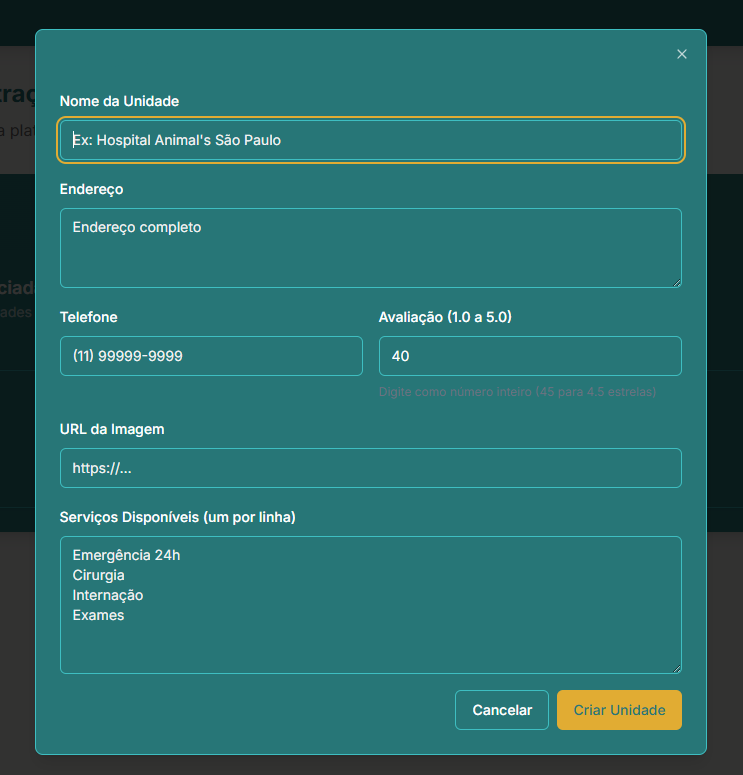 traç
a plat
ciada
ades
Nome da Unidade
Ex: Hospital Animal's São Paulo
Endereço
Endereço completo
Telefone
Avaliação (1.0 a 5.0)
(11) 99999-9999
40
Digite como número inteiro (45 para 4.5 estrelas)
URL da Imagem
https://...
Serviços Disponíveis (um por linha)
Emergência 24h
Cirurgia
Internação
Exames
Cancelar
Criar Unidade